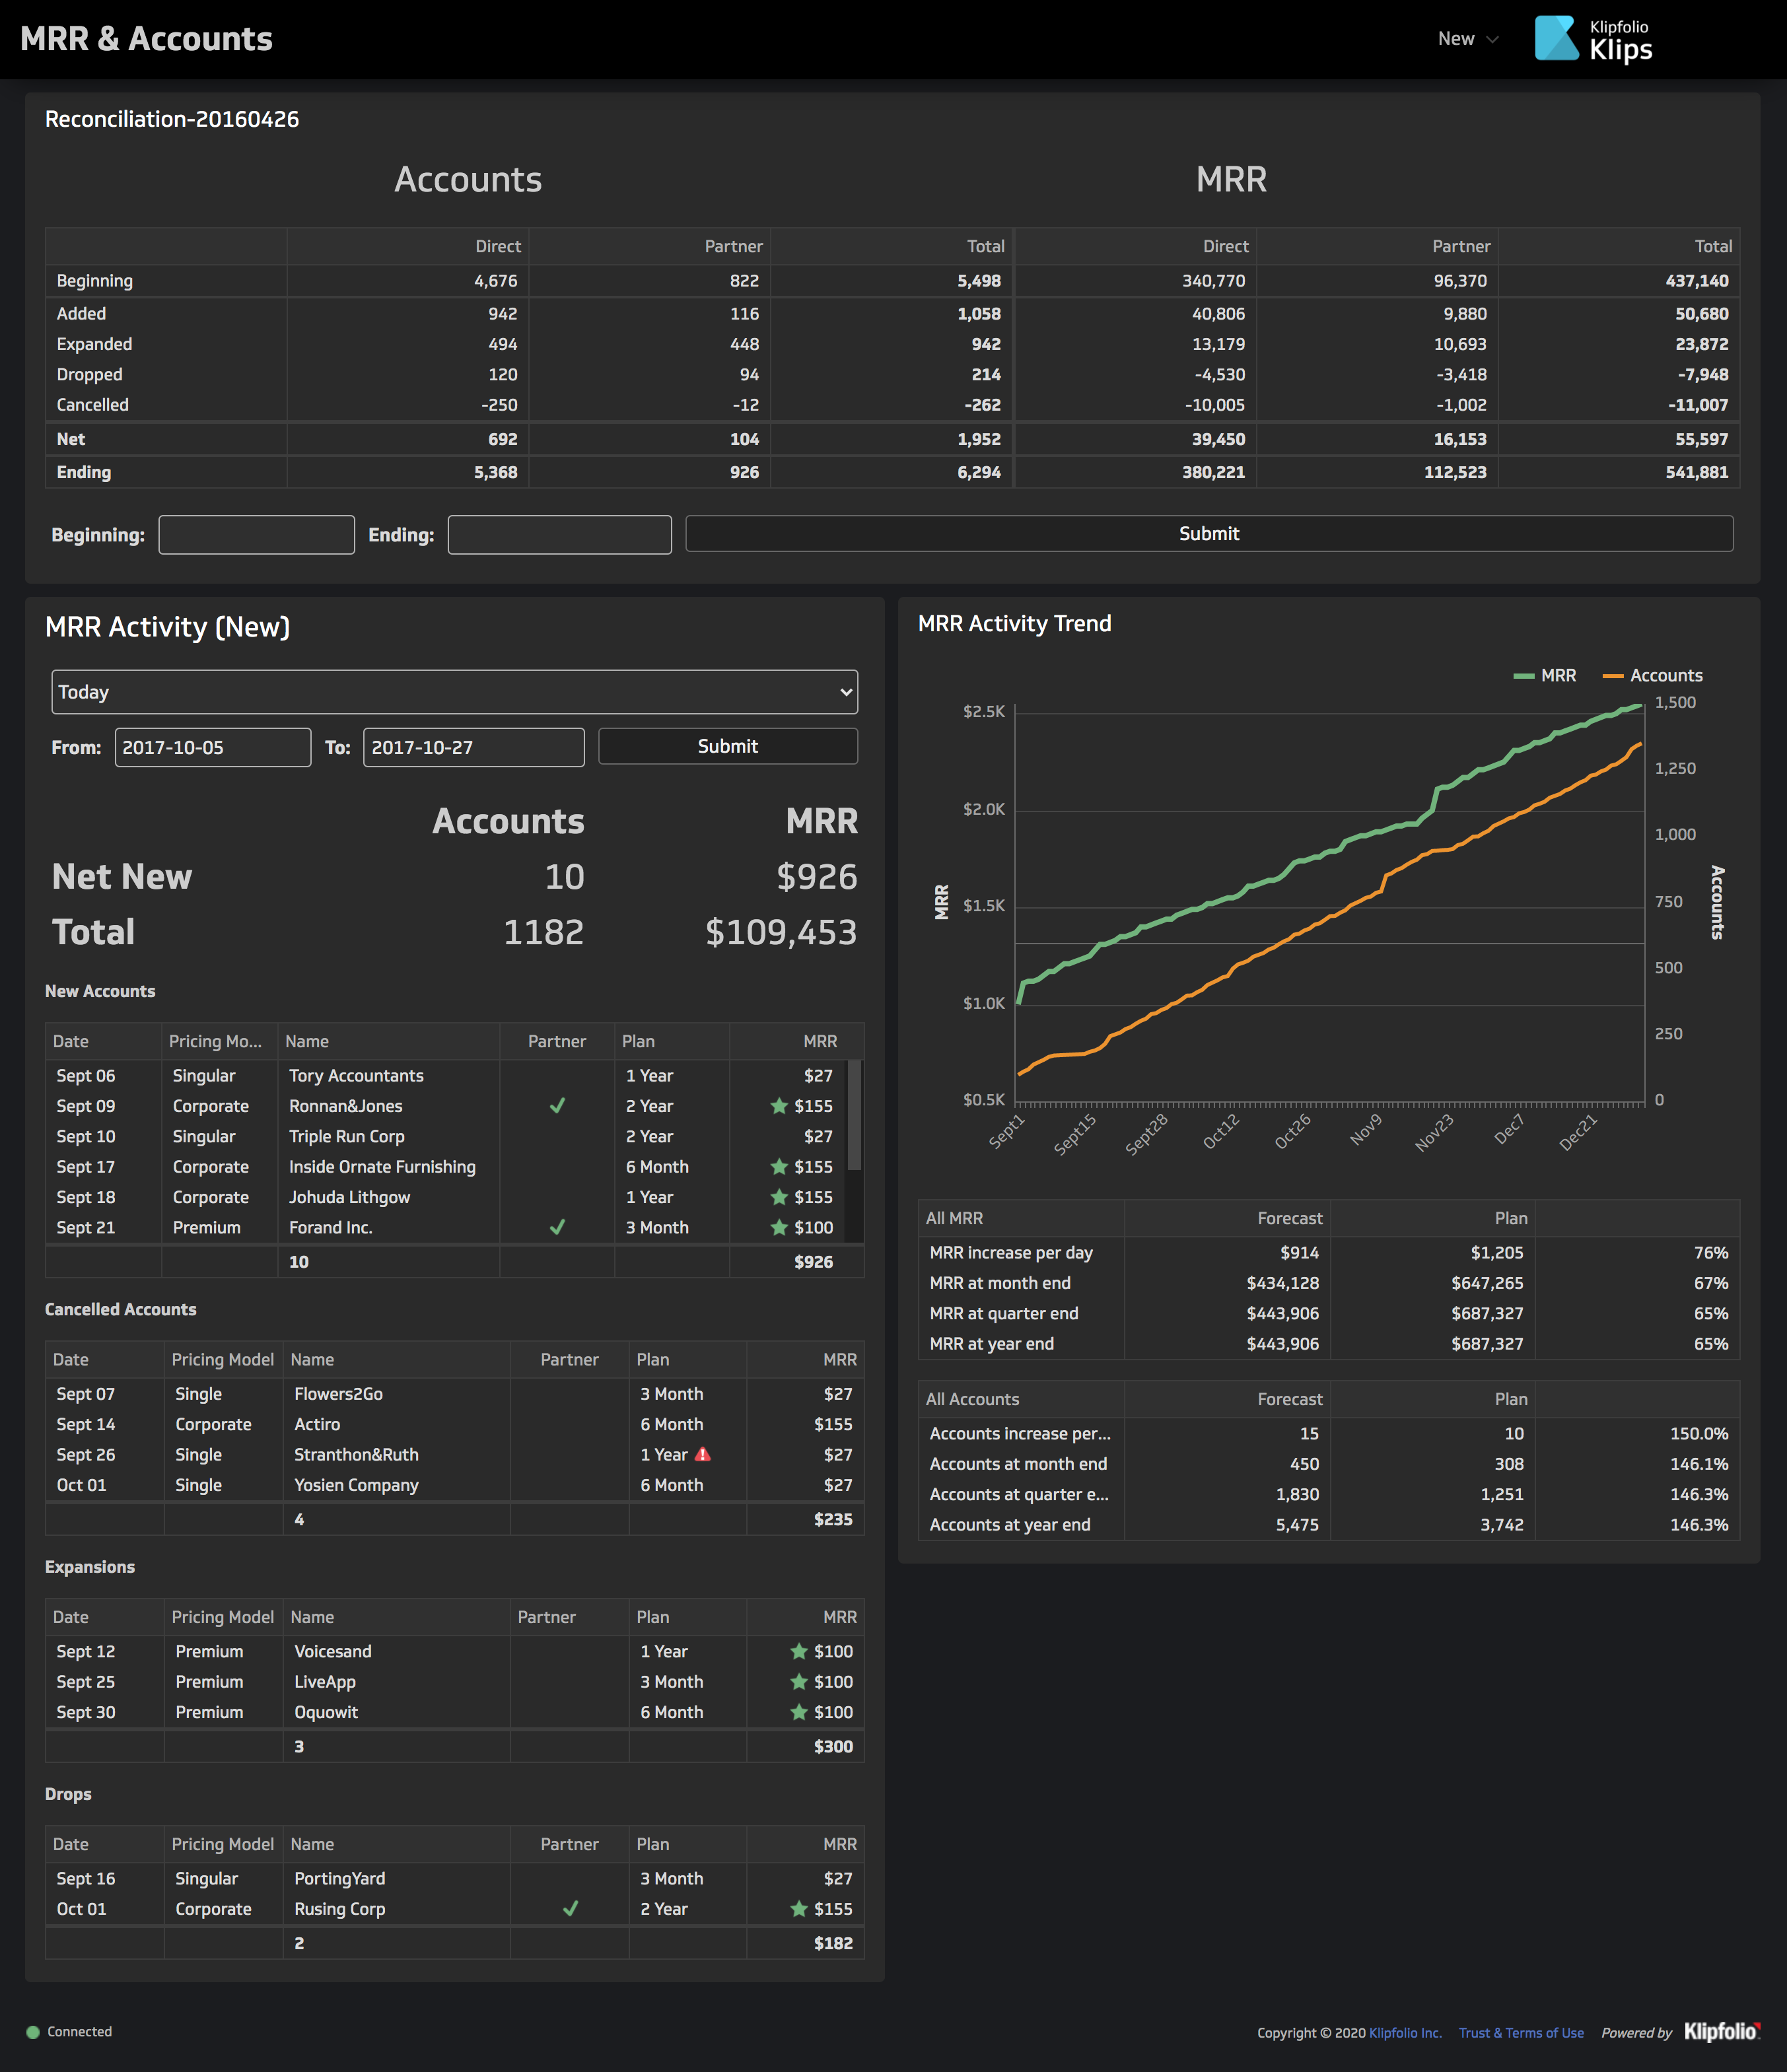 MRR & Accounts
New
Klipfolio
Klips
Reconciliation-20160426
Accounts MRR
Direct Partner Total Direct Partner Total
Beginning 4,676 822 5,498 340,770 96,370 437,140
Added 942 116 1,058 40,806 9,880 50,680
Expanded 494 448 942 13,179 10,693 23,872
Dropped 120 94 214 -4,530 -3,418 -7,948
Cancelled -250 -12 -262 -10,005 -1,002 -11,007
Net 692 104 1,952 39,450 16,153 55,597
Ending 5,368 926 6,294 380,221 112,523 541,881
Beginning: Ending: Submit
MRR Activity (New)
Today
From: 2017-10-05 To: 2017-10-27 Submit
Accounts MRR
Net New 10 $926
Total 1182 $109,453
New Accounts
Date Pricing Mo... Name Partner Plan MRR
Sept 06 Singular Tory Accountants 1 Year $27
Sept 09 Corporate Ronnan&Jones 2 Year $155
Sept 10 Singular Triple Run Corp 2 Year $27
Sept 17 Corporate Inside Ornate Furnishing 6 Month $155
Sept 18 Corporate Johuda Lithgow 1 Year $155
Sept 21 Premium Forand Inc. 3 Month $100
10 $926
Cancelled Accounts
Date Pricing Model Name Partner Plan MRR
Sept 07 Single Flowers2Go 3 Month $27
Sept 14 Corporate Actiro 6 Month $155
Sept 26 Single Stranthon&Ruth 1 Year $27
Oct 01 Single Yosien Company 6 Month $27
4 $235
Expansions
Date Pricing Model Name Partner Plan MRR
Sept 12 Premium Voicesand 1 Year $100
Sept 25 Premium LiveApp 3 Month $100
Sept 30 Premium Oquowit 6 Month $100
3 $300
Drops
Date Pricing Model Name Partner Plan MRR
Sept 16 Singular PortingYard 3 Month $27
Oct 01 Corporate Rusing Corp 2 Year $155
2 $182
MRR Activity Trend
MRR Accounts
$2.5K
$2.0K
$1.5K
$1.0K
$0.5K
MRR
1,500
1,250
1,000
750
500
250
0
Accounts
Sept1 Sept15 Sept28 Oct12 Oct26 Nov9 Nov23 Dec7 Dec21
All MRR Forecast Plan
MRR increase per day $914 $1,205 76%
MRR at month end $434,128 $647,265 67%
MRR at quarter end $443,906 $687,327 65%
MRR at year end $443,906 $687,327 65%
All Accounts Forecast Plan
Accounts increase per... 15 10 150.0%
Accounts at month end 450 308 146.1%
Accounts at quarter e... 1,830 1,251 146.3%
Accounts at year end 5,475 3,742 146.3%
Connected
Copyright © 2020 Klipfolio Inc. Trust & Terms of Use Powered by Klipfolio